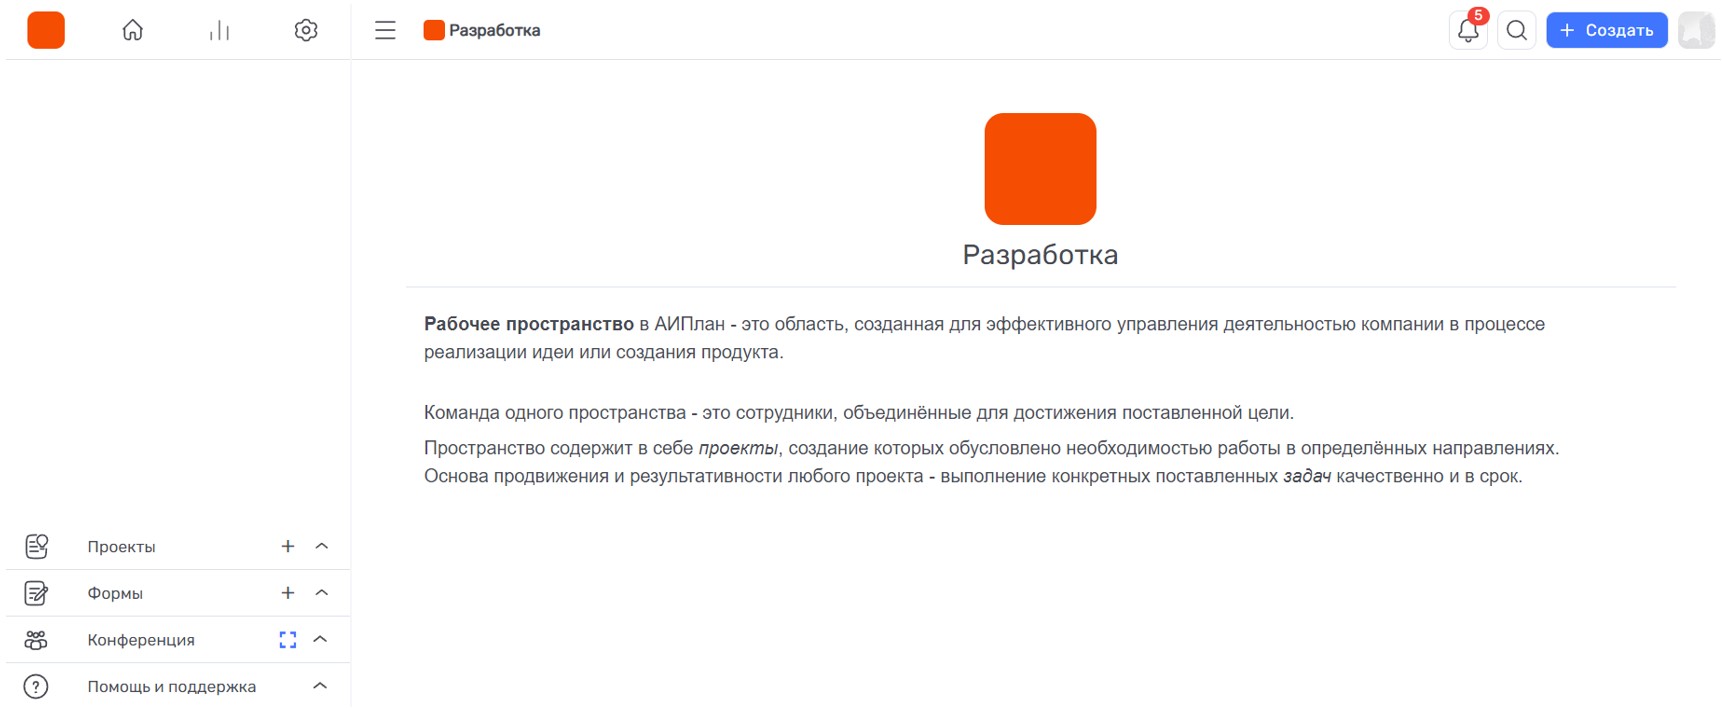 Разработка
5
+ Создать
Разработка
Рабочее пространство в АИПлан - это область, созданная для эффективного управления деятельностью компании в процессе
реализации идеи или создания продукта.
Команда одного пространства - это сотрудники, объединённые для достижения поставленной цели.
Пространство содержит в себе проекты, создание которых обусловлено необходимостью работы в определённых направлениях.
Основа продвижения и результативности любого проекта - выполнение конкретных поставленных задач качественно и в срок.
Проекты
Формы
Конференция
Помощь и поддержка